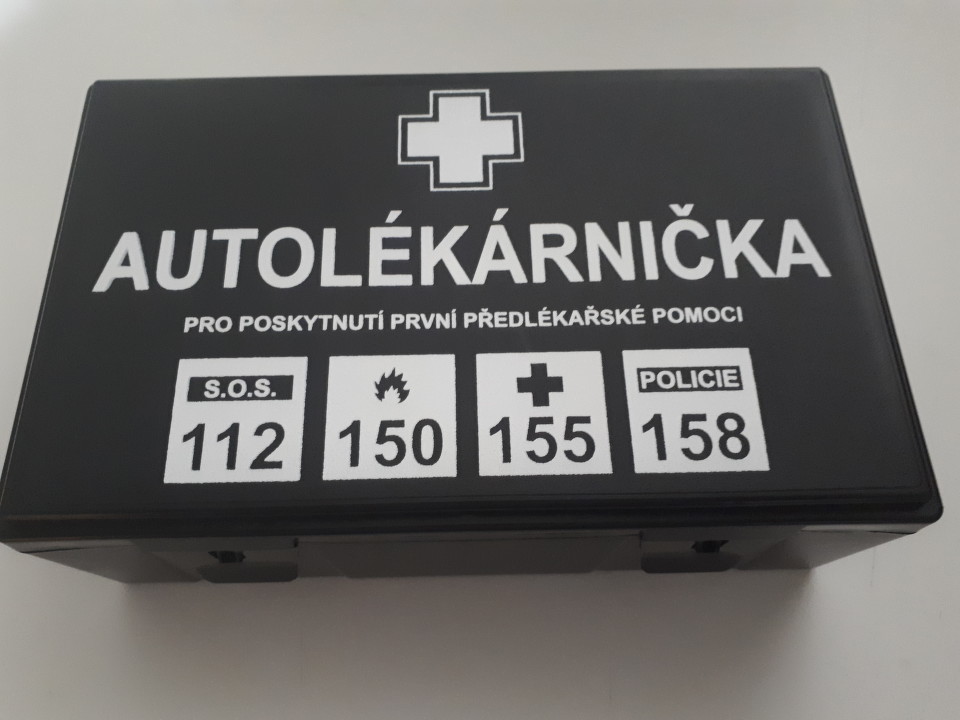 AUTOLÉKÁRNIČKA
PRO POSKYTNUTÍ PRVNÍ PŘEDLÉKAŘSKÉ POMOCI
S.O.S. POLICIE
112 150 155 158